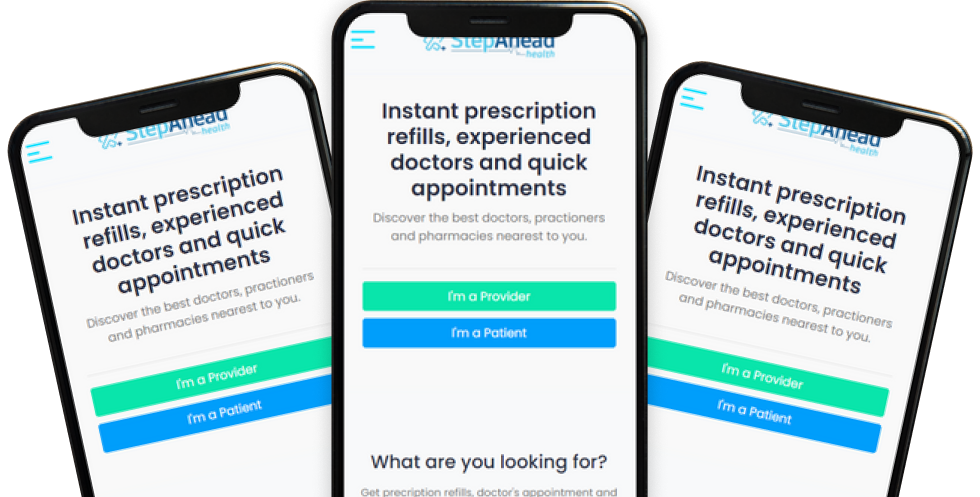 StepAhead
health
Instant prescription
refills, experienced
doctors and quick
appointments
Discover the best doctors, practioners
and pharmacies nearest to you.
I'm a Provider
I'm a Patient
StepAhead
health
Instant prescription
refills, experienced
doctors and quick
appointments
Discover the best doctors, practioners
and pharmacies nearest to you.
I'm a Provider
I'm a Patient
What are you looking for?
Get precription refills, doctor's appointment and
StepAhead
health
Instant prescription
refills, experienced
doctors and quick
appointments
Discover the best doctors, practioners
and pharmacies nearest to you.
I'm a Provider
I'm a Patient